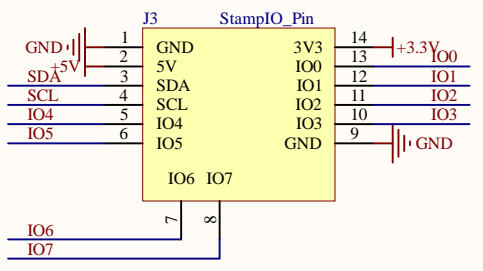 J3 StampIO_Pin
GND 1 GND 3V3 14 +3.3V
+5V 2 5V IO0 13 IO0
SDA 3 SDA IO1 12 IO1
SCL 4 SCL IO2 11 IO2
IO4 5 IO4 IO3 10 IO3
IO5 6 IO5 GND 9 GND
IO6 IO7
7 8
IO6
IO7